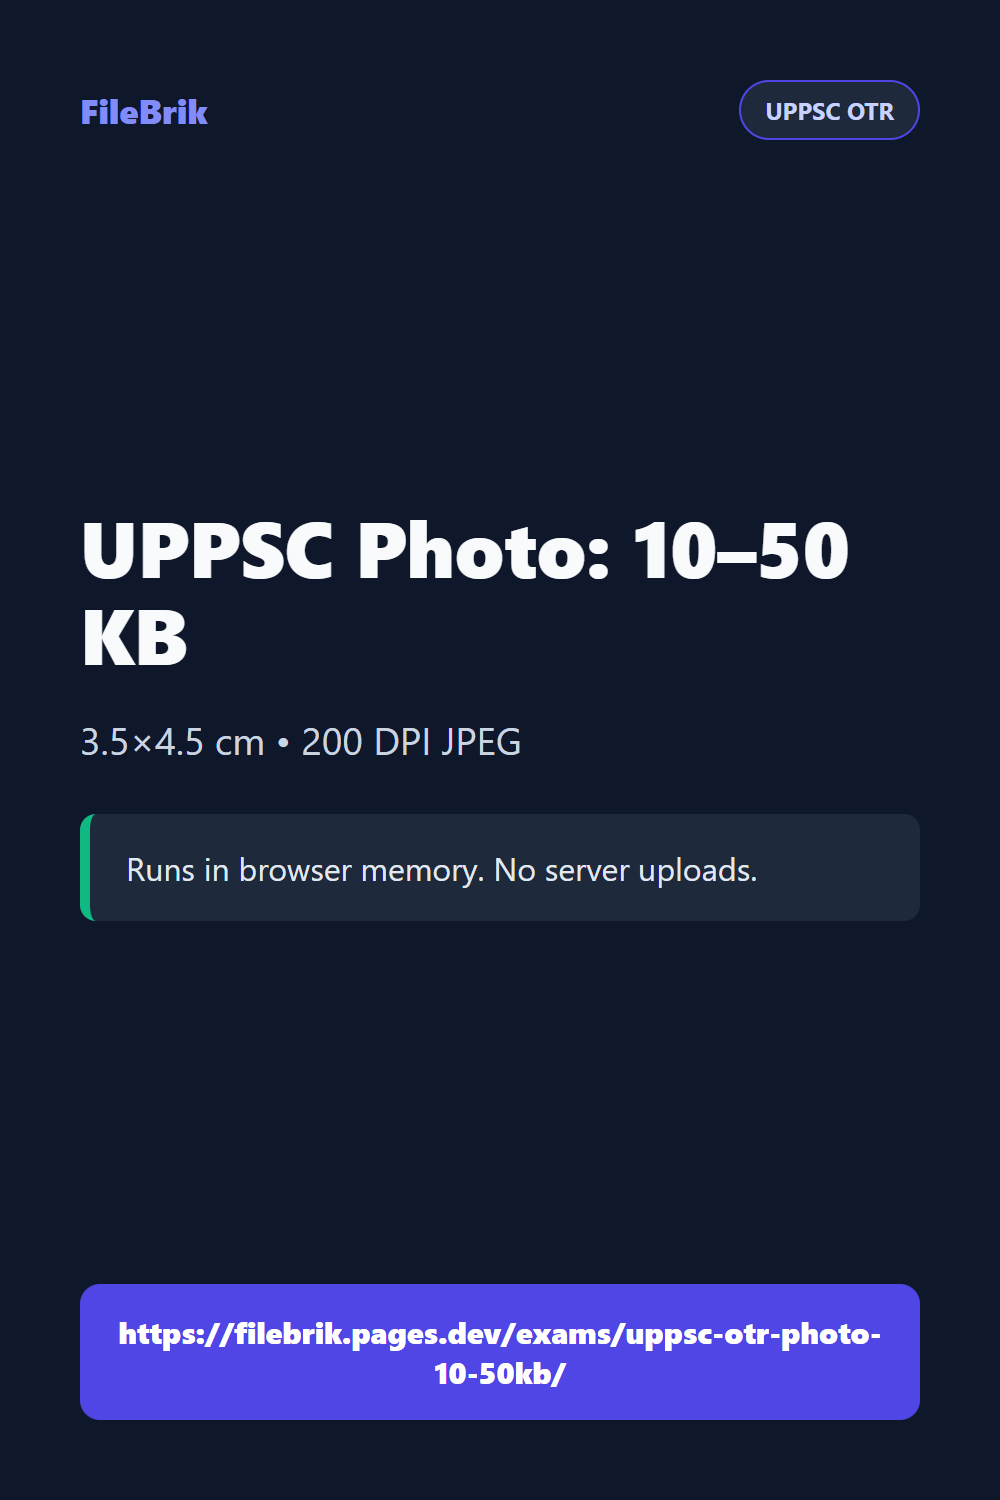 FileBrik
UPPSC OTR
UPPSC Photo: 10–50
KB
3.5×4.5 cm • 200 DPI JPEG
Runs in browser memory. No server uploads.
https://filebrik.pages.dev/exams/uppsc-otr-photo-
10-50kb/